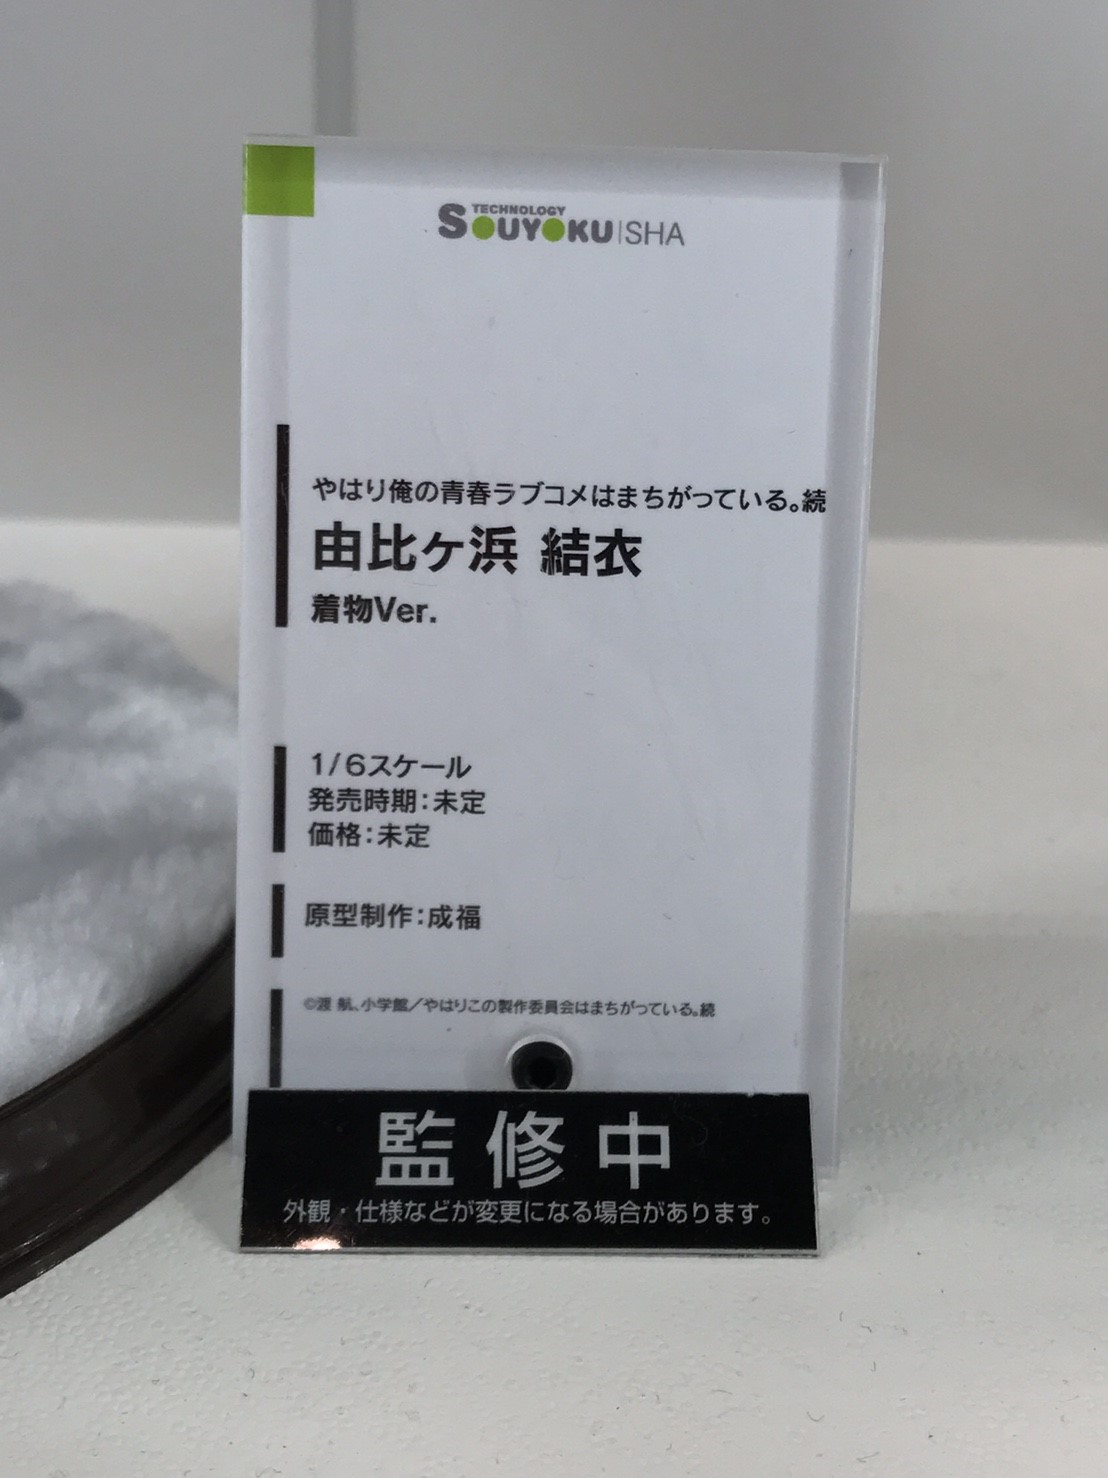 TECHNOLOGY
SOUYOKU|SHA
やはり俺の青春ラブコメはまちがっている。続
由比ヶ浜 結衣
着物Ver.
1/6スケール
発売時期：未定
価格：未定
原型制作：成福
©渡 航、小学館／やはりこの製作委員会はまちがっている。続
監修中
外観・仕様などが変更になる場合があります。